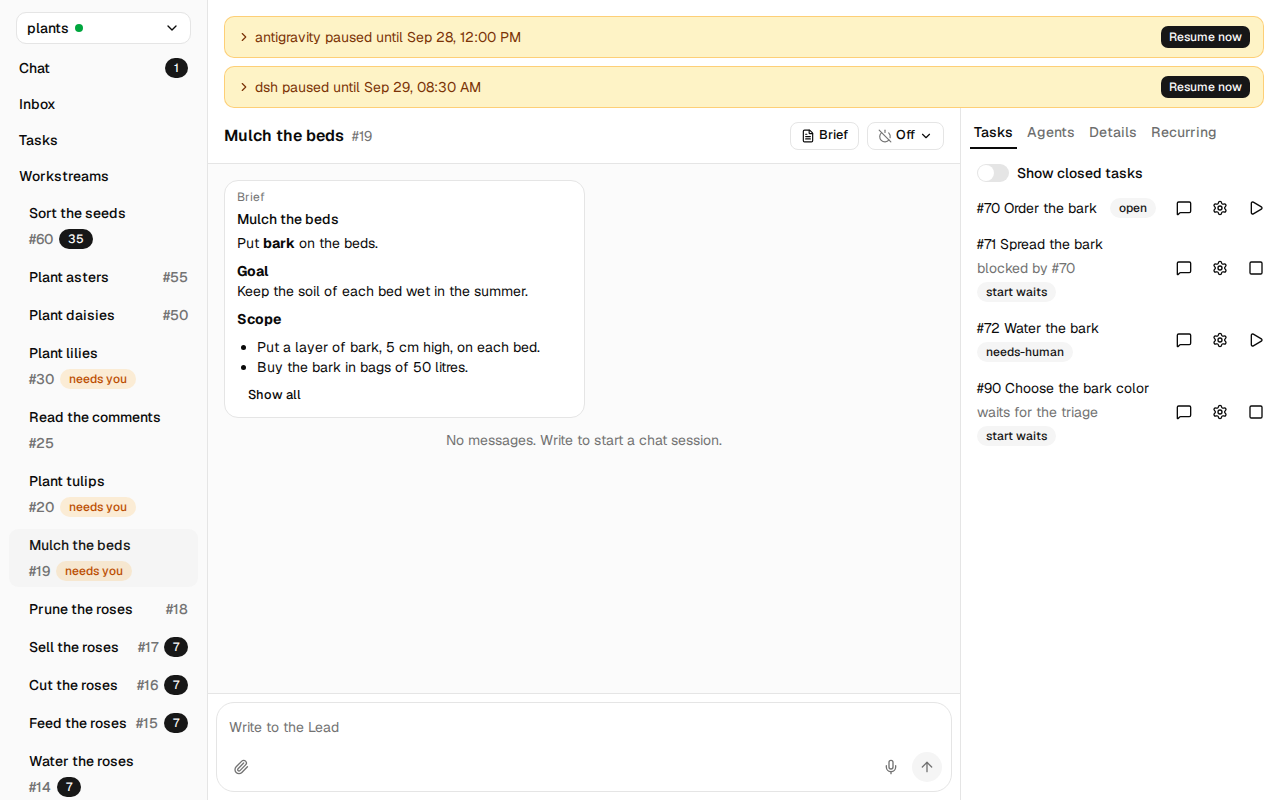 plants
Chat 1
Inbox
Tasks
Workstreams
Sort the seeds
#60 35
Plant asters #55
Plant daisies #50
Plant lilies
#30 needs you
Read the comments
#25
Plant tulips
#20 needs you
Mulch the beds
#19 needs you
Prune the roses #18
Sell the roses #17 7
Cut the roses #16 7
Feed the roses #15 7
Water the roses
#14 7
antigravity paused until Sep 28, 12:00 PM Resume now
dsh paused until Sep 29, 08:30 AM Resume now
Mulch the beds #19 Brief Off
Brief
Mulch the beds
Put bark on the beds.
Goal
Keep the soil of each bed wet in the summer.
Scope
• Put a layer of bark, 5 cm high, on each bed.
• Buy the bark in bags of 50 litres.
Show all
No messages. Write to start a chat session.
Write to the Lead
Tasks Agents Details Recurring
Show closed tasks
#70 Order the bark open
#71 Spread the bark
blocked by #70
start waits
#72 Water the bark
needs-human
#90 Choose the bark color
waits for the triage
start waits